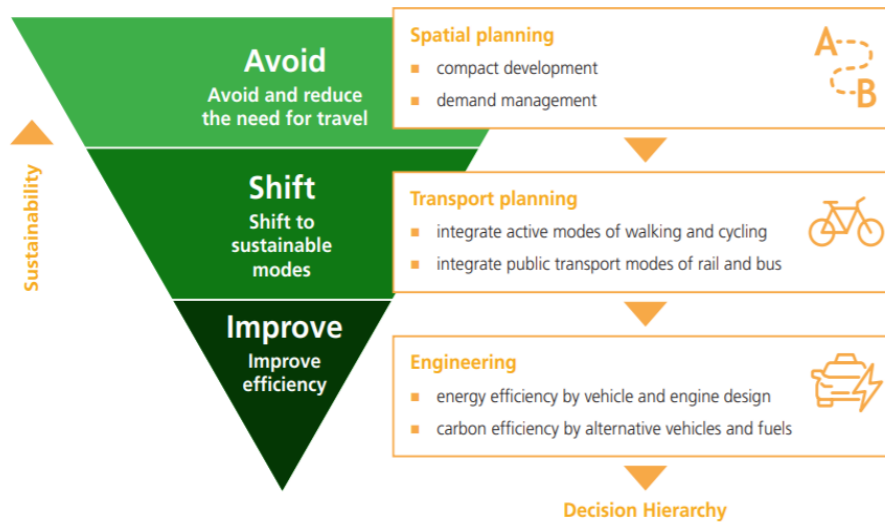 Avoid
Avoid and reduce
the need for travel
Spatial planning
compact development
demand management
A
B
Sustainability
Shift
Shift to
sustainable
modes
Transport planning
integrate active modes of walking and cycling
integrate public transport modes of rail and bus
Improve
Improve
efficiency
Engineering
energy efficiency by vehicle and engine design
carbon efficiency by alternative vehicles and fuels
Decision Hierarchy